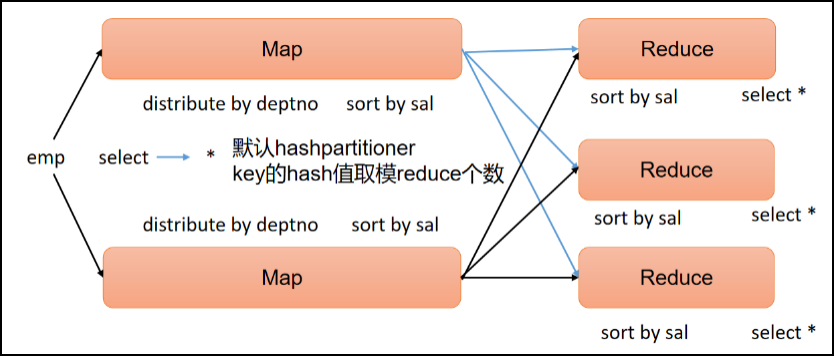 Map
Reduce
distribute by deptno sort by sal
sort by sal select *
emp select * 默认hashpartitioner
key的hash值取模reduce个数
Reduce
distribute by deptno sort by sal
sort by sal select *
Map
Reduce
sort by sal select *